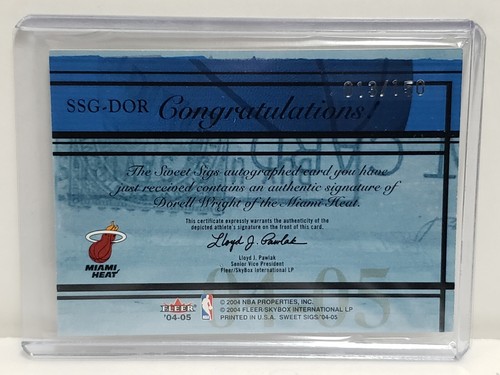 013/150
SSG-DOR Congratulations!
The Sweet Sigs autographed card you have
just received contains an authentic signature of
Dorell Wright of the Miami Heat.
This certificate expressly warrants the authenticity of the
depicted athlete's signature on the front of this card.
Lloyd J. Pawlak
Lloyd J. Pawlak
Senior Vice President
Fleer/SkyBox International LP
MIAMI
HEAT
04-05
FLEER
'04-05
NBA
© 2004 NBA PROPERTIES, INC.
© 2004 FLEER/SKYBOX INTERNATIONAL LP
PRINTED IN U.S.A. SWEET SIGS/'04-05